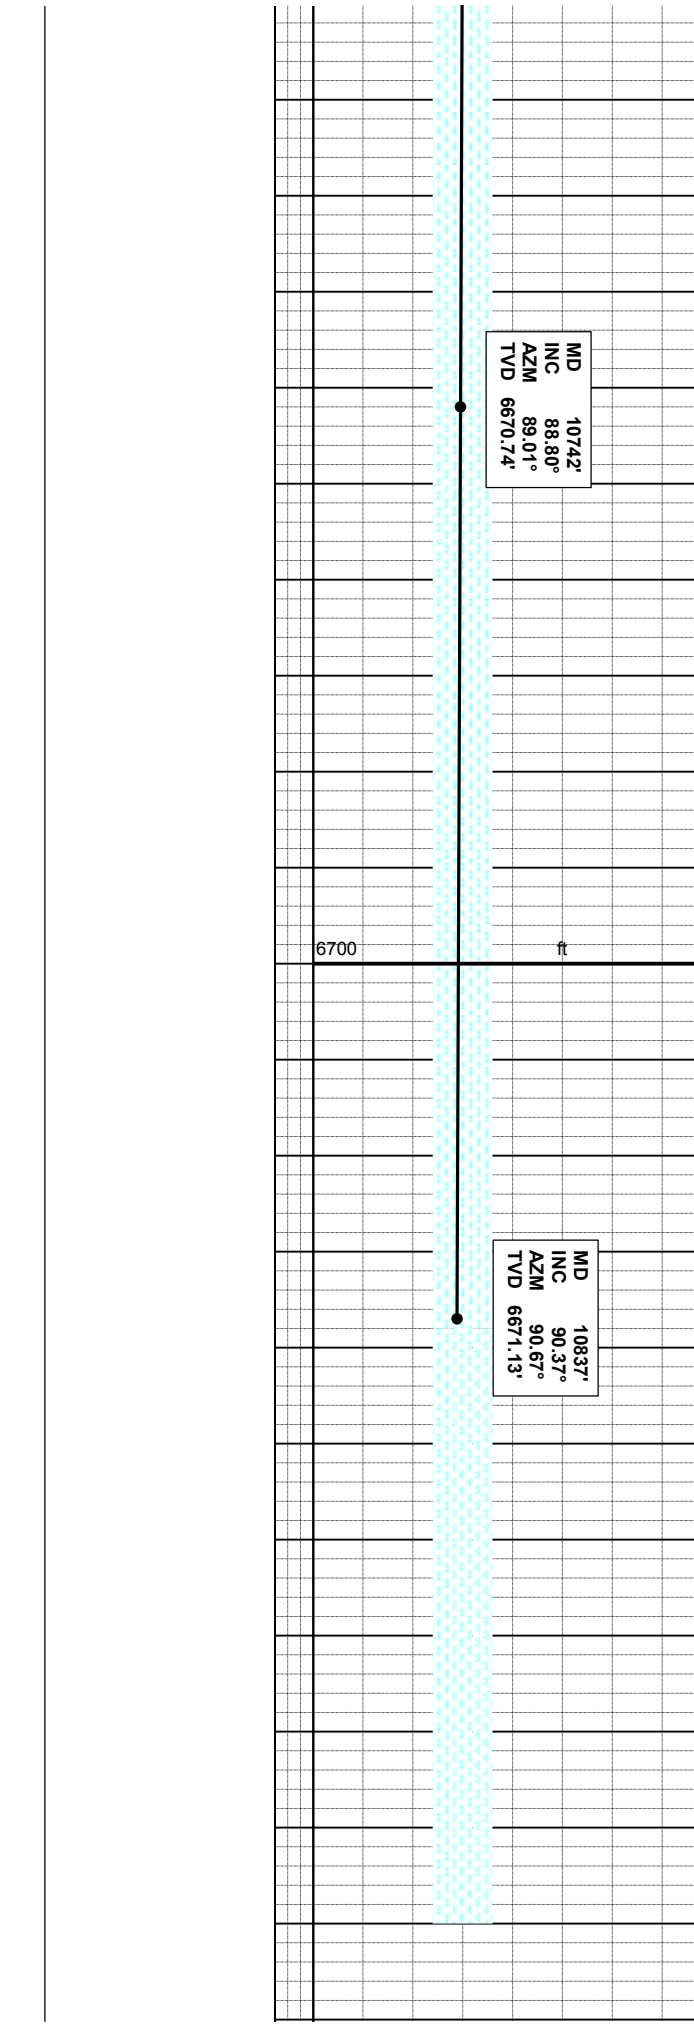 MD 10742'
INC 88.80°
AZM 89.01°
TVD 6670.74'
6700 ft
MD 10837'
INC 90.37°
AZM 90.67°
TVD 6671.13'